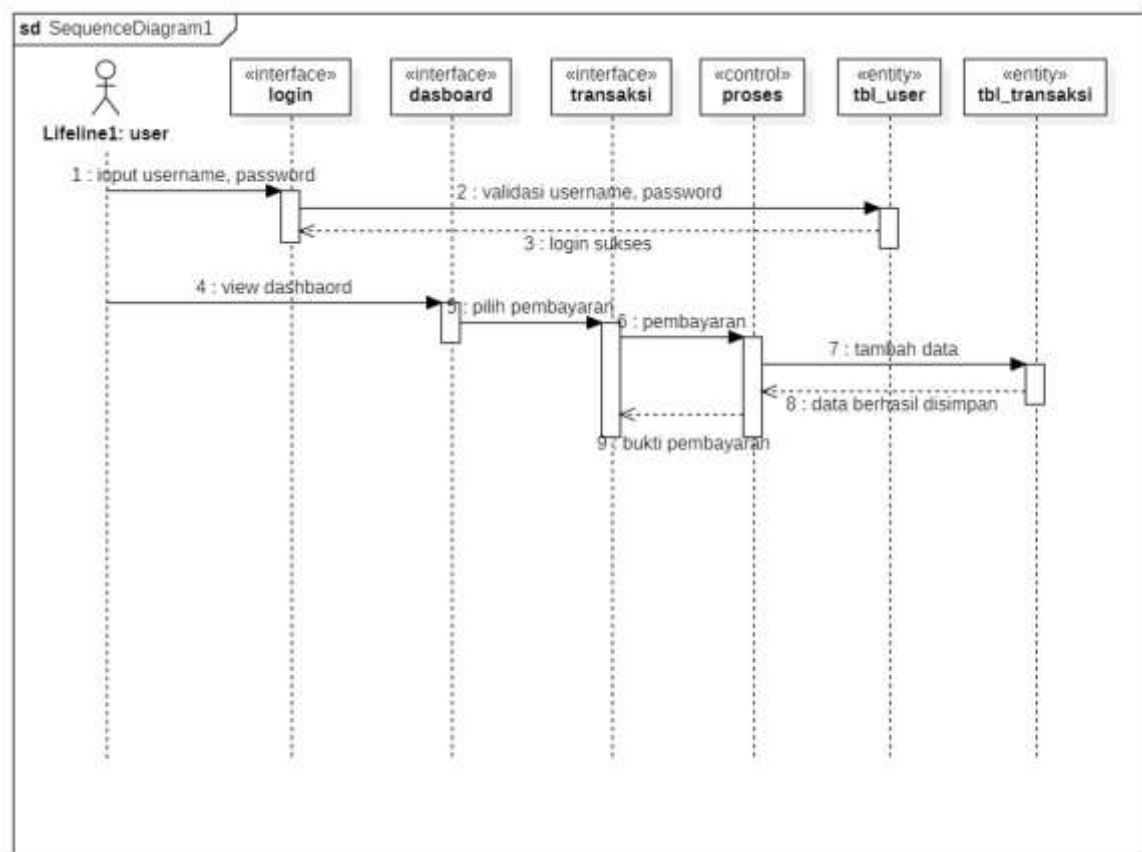 sd SequenceDiagram1
«interface»
login
«interface»
dasboard
«interface»
transaksi
«control»
proses
«entity»
tbl_user
«entity»
tbl_transaksi
Lifeline1: user
1 : input username, password
2 : validasi username, password
3 : login sukses
4 : view dashbaord
5 : pilih pembayaran
6 : pembayaran
7 : tambah data
8 : data berhasil disimpan
9 : bukti pembayaran